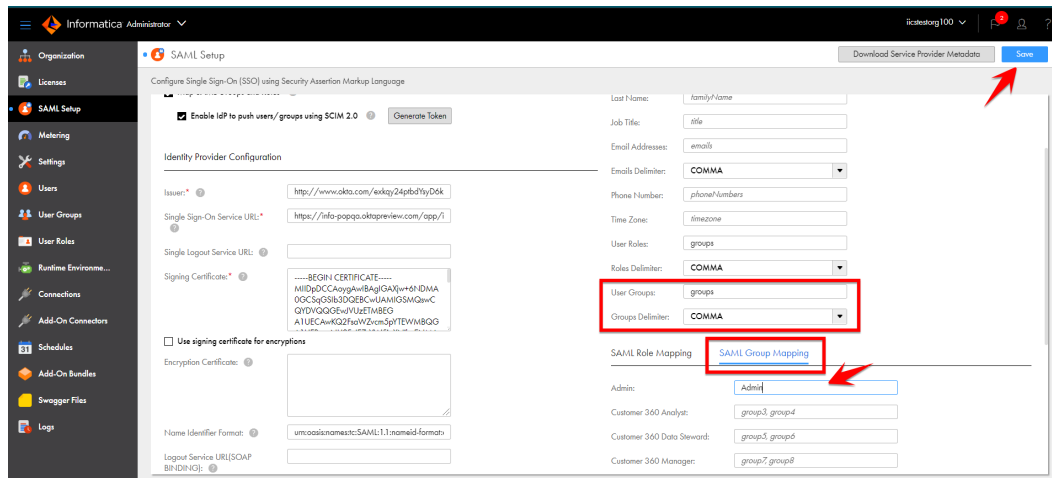 Informatica Administrator
iicstestorg100
2
?
Organization
Licenses
SAML Setup
Metering
Settings
Users
User Groups
User Roles
Runtime Environme...
Connections
Add-On Connectors
31
Schedules
Add-On Bundles
Swagger Files
Logs
SAML Setup
Download Service Provider Metadata
Save
Configure Single Sign-On (SSO) using Security Assertion Markup Language
Enable IdP to push users/groups using SCIM 2.0 ?
Generate Token
Identity Provider Configuration
Issuer:* ?
http://www.okta.com/exkqy24ptbdYsyD6k
Single Sign-On Service URL:*
?
https://infa-popqa.oktapreview.com/app/i
Single Logout Service URL: ?
Signing Certificate:* ?
-----BEGIN CERTIFICATE-----
MIIDpDCCAoygAwIBAgIGAXjw+6NDMA
0GCSqGSIb3DQEBCwUAMIGSMQswC
QYDVQQGEwJVUzETMBEG
A1UECAwKQ2FsaWZvcm5pYTEWMBQG
Use signing certificate for encryptions
Encryption Certificate: ?
Name Identifier Format: ?
urn:oasis:names:tc:SAML:1.1:nameid-format:
Logout Service URL(SOAP
BINDING): ?
Last Name:
familyName
Job Title:
title
Email Addresses:
emails
Emails Delimiter:
COMMA
Phone Number:
phoneNumbers
Time Zone:
timezone
User Roles:
groups
Roles Delimiter:
COMMA
User Groups:
groups
Groups Delimiter:
COMMA
SAML Role Mapping
SAML Group Mapping
Admin:
Admin
Customer 360 Analyst:
group3, group4
Customer 360 Data Steward:
group5, group6
Customer 360 Manager:
group7, group8